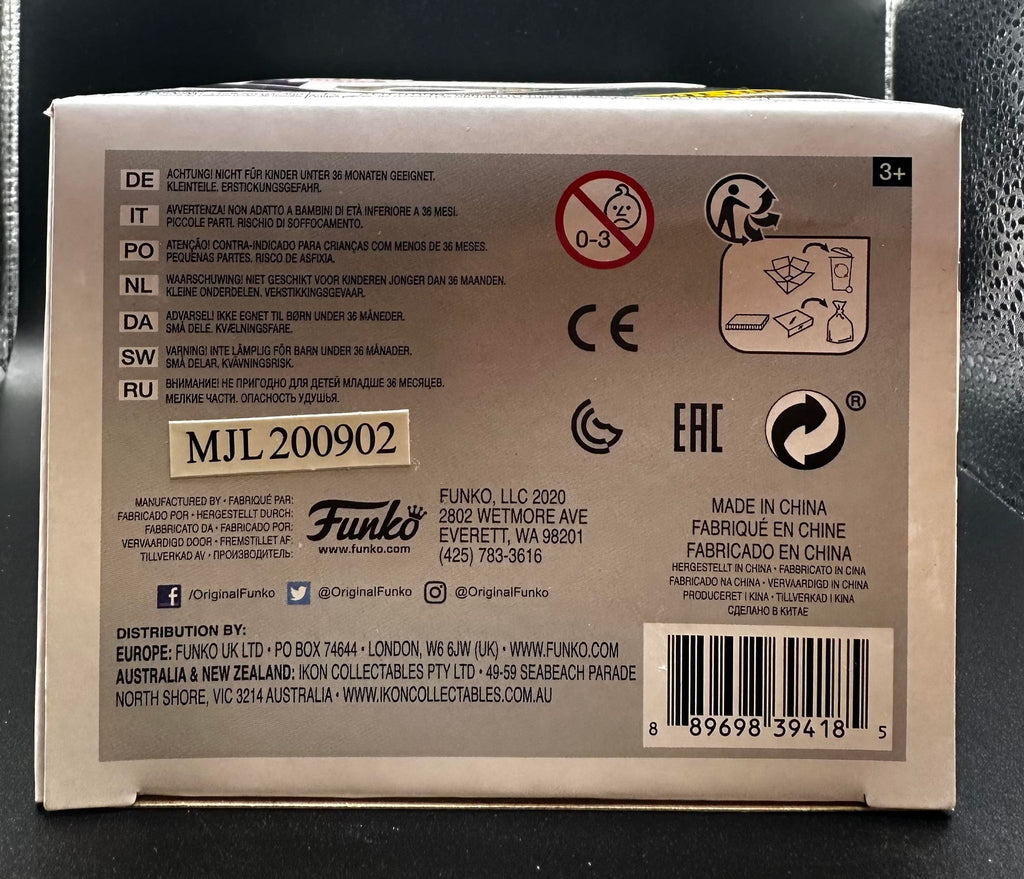 3+
DE ACHTUNG! NICHT FÜR KINDER UNTER 36 MONATEN GEEIGNET.
KLEINTEILE. ERSTICKUNGSGEFAHR.
IT AVVERTENZA! NON ADATTO A BAMBINI DI ETÀ INFERIORE A 36 MESI.
PICCOLE PARTI. RISCHIO DI SOFFOCAMENTO.
PO ATENÇÃO! CONTRA-INDICADO PARA CRIANÇAS COM MENOS DE 36 MESES.
PEQUENAS PARTES. RISCO DE ASFIXIA.
NL WAARSCHUWING! NIET GESCHIKT VOOR KINDEREN JONGER DAN 36 MAANDEN.
KLEINE ONDERDELEN. VEKSTIKKINGSGEVAAR.
DA ADVARSEL! IKKE EGNET TIL BØRN UNDER 36 MÅNEDER.
SMÅ DELE. KVÆLNINGSFARE.
SW VARNING! INTE LÄMPLIG FÖR BARN UNDER 36 MÅNADER.
SMÅ DELAR, KVÄVNINGSRISK.
RU ВНИМАНИЕ! НЕ ПРИГОДНО ДЛЯ ДЕТЕЙ МЛАДШЕ 36 МЕСЯЦЕВ.
МЕЛКИЕ ЧАСТИ. ОПАСНОСТЬ УДУШЬЯ.
0-3
CE
EAC
®
MJL200902
MANUFACTURED BY • FABRIQUÉ PAR:
FABRICADO POR • HERGESTELLT DURCH:
FABBRICATO DA • FABRICADO POR:
VERVAARDIGD DOOR • FREMSTILLET AF:
TILLVERKAD AV • ПРОИЗВОДИТЕЛЬ:
Funko
www.funko.com
FUNKO, LLC 2020
2802 WETMORE AVE
EVERETT, WA 98201
(425) 783-3616
MADE IN CHINA
FABRIQUÉ EN CHINE
FABRICADO EN CHINA
HERGESTELLT IN CHINA • FABBRICATO IN CINA
FABRICADO NA CHINA • VERVAARDIGD IN CHINA
PRODUCERET I KINA • TILLVERKAD I KINA
СДЕЛАНО В КИТАЕ
f /OriginalFunko @OriginalFunko @OriginalFunko
DISTRIBUTION BY:
EUROPE: FUNKO UK LTD • PO BOX 74644 • LONDON, W6 6JW (UK) • WWW.FUNKO.COM
AUSTRALIA & NEW ZEALAND: IKON COLLECTABLES PTY LTD • 49-59 SEABEACH PARADE
NORTH SHORE, VIC 3214 AUSTRALIA • WWW.IKONCOLLECTABLES.COM.AU
8 89698 39418 5